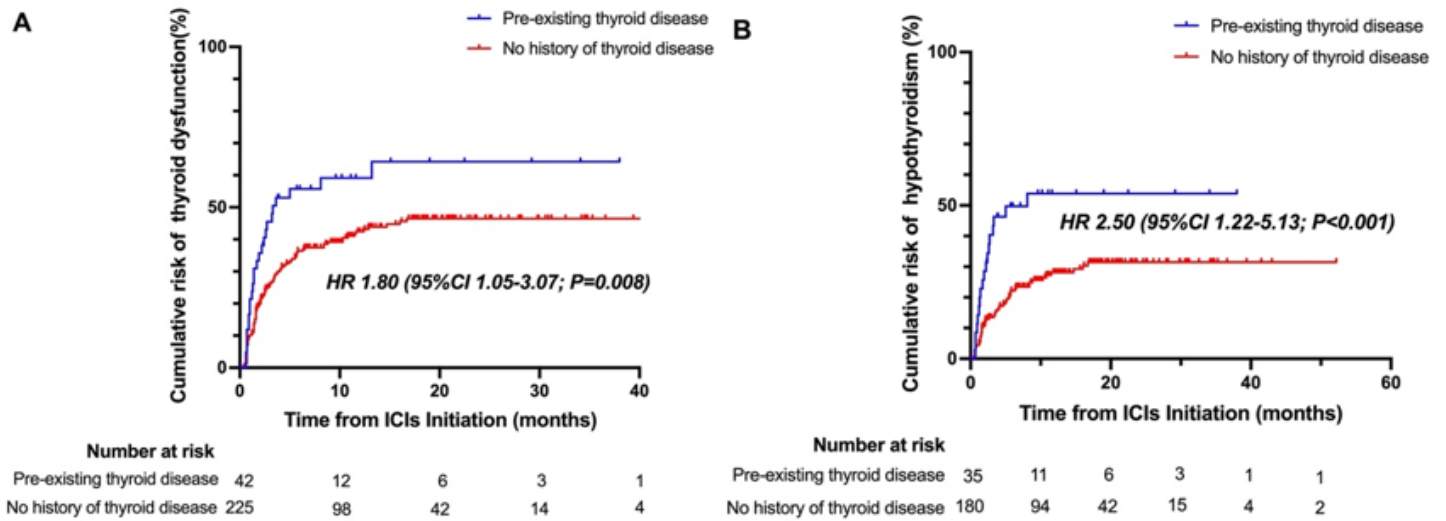 A
Pre-existing thyroid disease
No history of thyroid disease
Cumulative risk of thyroid dysfunction(%)
100
50
0
HR 1.80 (95%CI 1.05-3.07; P=0.008)
0 10 20 30 40
Time from ICIs Initiation (months)
Number at risk
Pre-existing thyroid disease 42 12 6 3 1
No history of thyroid disease 225 98 42 14 4
B
Pre-existing thyroid disease
No history of thyroid disease
Cumulative risk of hypothyroidism (%)
100
50
0
HR 2.50 (95%CI 1.22-5.13; P<0.001)
0 20 40 60
Time from ICIs Initiation (months)
Number at risk
Pre-existing thyroid disease 35 11 6 3 1 1
No history of thyroid disease 180 94 42 15 4 2